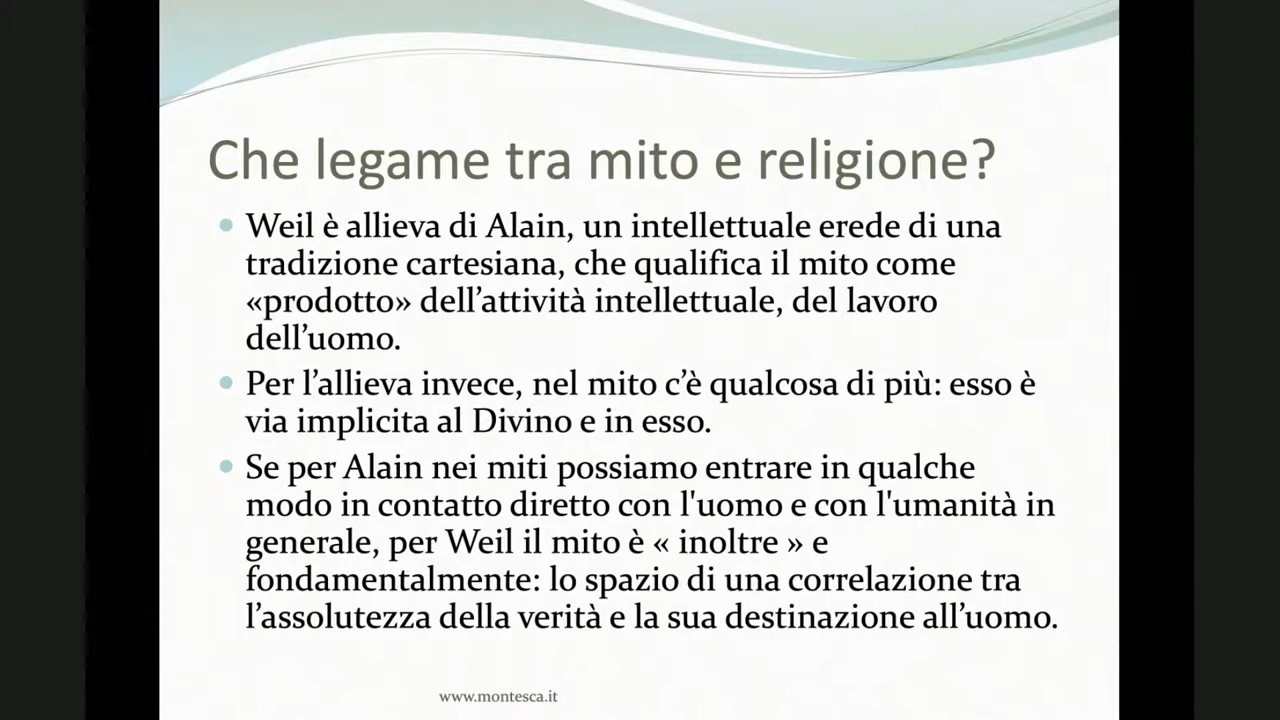 Che legame tra mito e religione?
Weil è allieva di Alain, un intellettuale erede di una
tradizione cartesiana, che qualifica il mito come
«prodotto» dell’attività intellettuale, del lavoro
dell’uomo.
Per l’allieva invece, nel mito c’è qualcosa di più: esso è
via implicita al Divino e in esso.
Se per Alain nei miti possiamo entrare in qualche
modo in contatto diretto con l'uomo e con l'umanità in
generale, per Weil il mito è « inoltre » e
fondamentalmente: lo spazio di una correlazione tra
l’assolutezza della verità e la sua destinazione all’uomo.
www.montesca.it